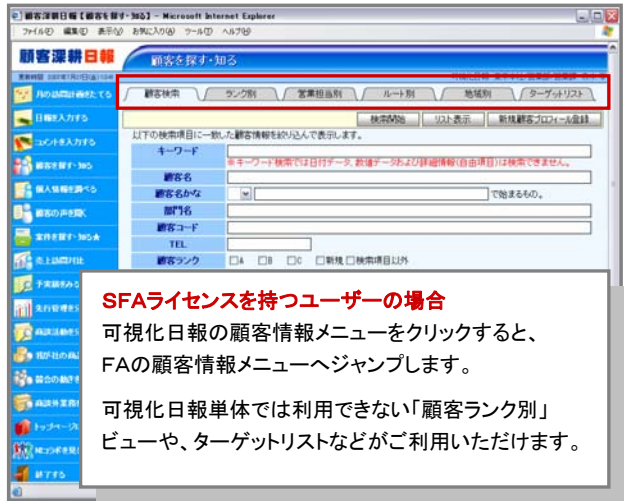 顧客深耕日報【顧客を探す・知る】 - Microsoft Internet Explorer
ファイル(F) 編集(E) 表示(V) お気に入り(A) ツール(T) ヘルプ(H)
顧客深耕日報
顧客を探す・知る
顧客検索 ランク別 営業担当別 ルート別 地域別 ターゲットリスト
検索開始 リスト表示 新規顧客プロフィール登録
以下の検索項目に一致した顧客情報を絞り込んで表示します。
キーワード
※キーワード検索では日付データ、数値データおよび詳細情報(自由項目)は検索できません。
顧客名
顧客名かな で始まるもの。
部門名
顧客コード
TEL
顧客ランク □A □B □C □新規 □検索項目以外
日報を入力する
コメントを入力する
顧客を探す・知る
個人情報を調べる
顧客の声を聞く
案件を探す・知る★
終了する
SFAライセンスを持つユーザーの場合
可視化日報の顧客情報メニューをクリックすると、
FAの顧客情報メニューへジャンプします。
可視化日報単体では利用できない「顧客ランク別」
ビューや、ターゲットリストなどがご利用いただけます。